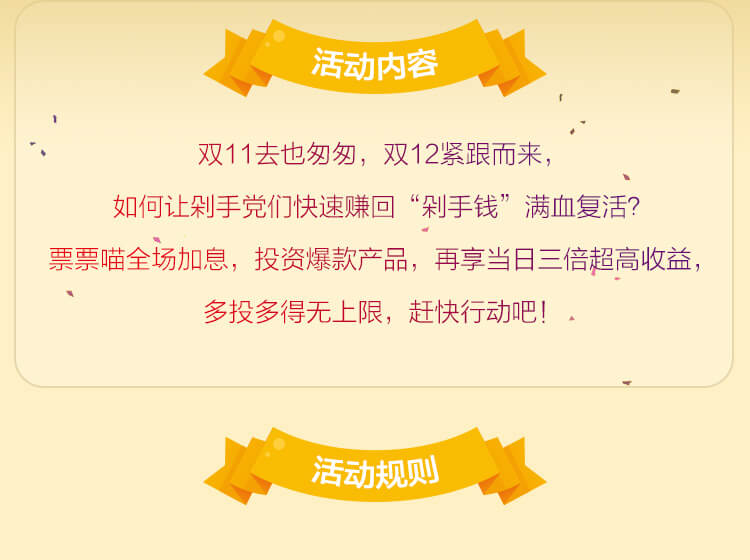 活动内容
双11去也匆匆，双12紧跟而来，
如何让剁手党们快速赚回“剁手钱”满血复活？
票票喵全场加息，投资爆款产品，再享当日三倍超高收益，
多投多得无上限，赶快行动吧！
活动规则